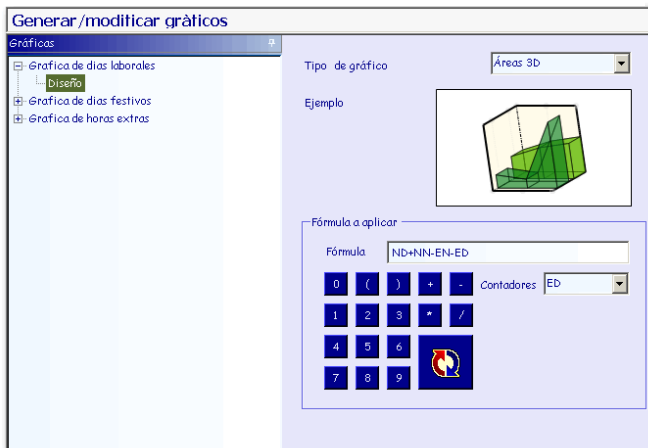 Generar/moditicar gràticos
Gráficas
Grafica de dias laborales
Diseño
Grafica de dias festivos
Grafica de horas extras
Tipo de gráfico
Áreas 3D
Ejemplo
Fórmula a aplicar
Fórmula
ND+NN-EN-ED
0 ( ) + - Contadores ED
1 2 3 * /
4 5 6
7 8 9